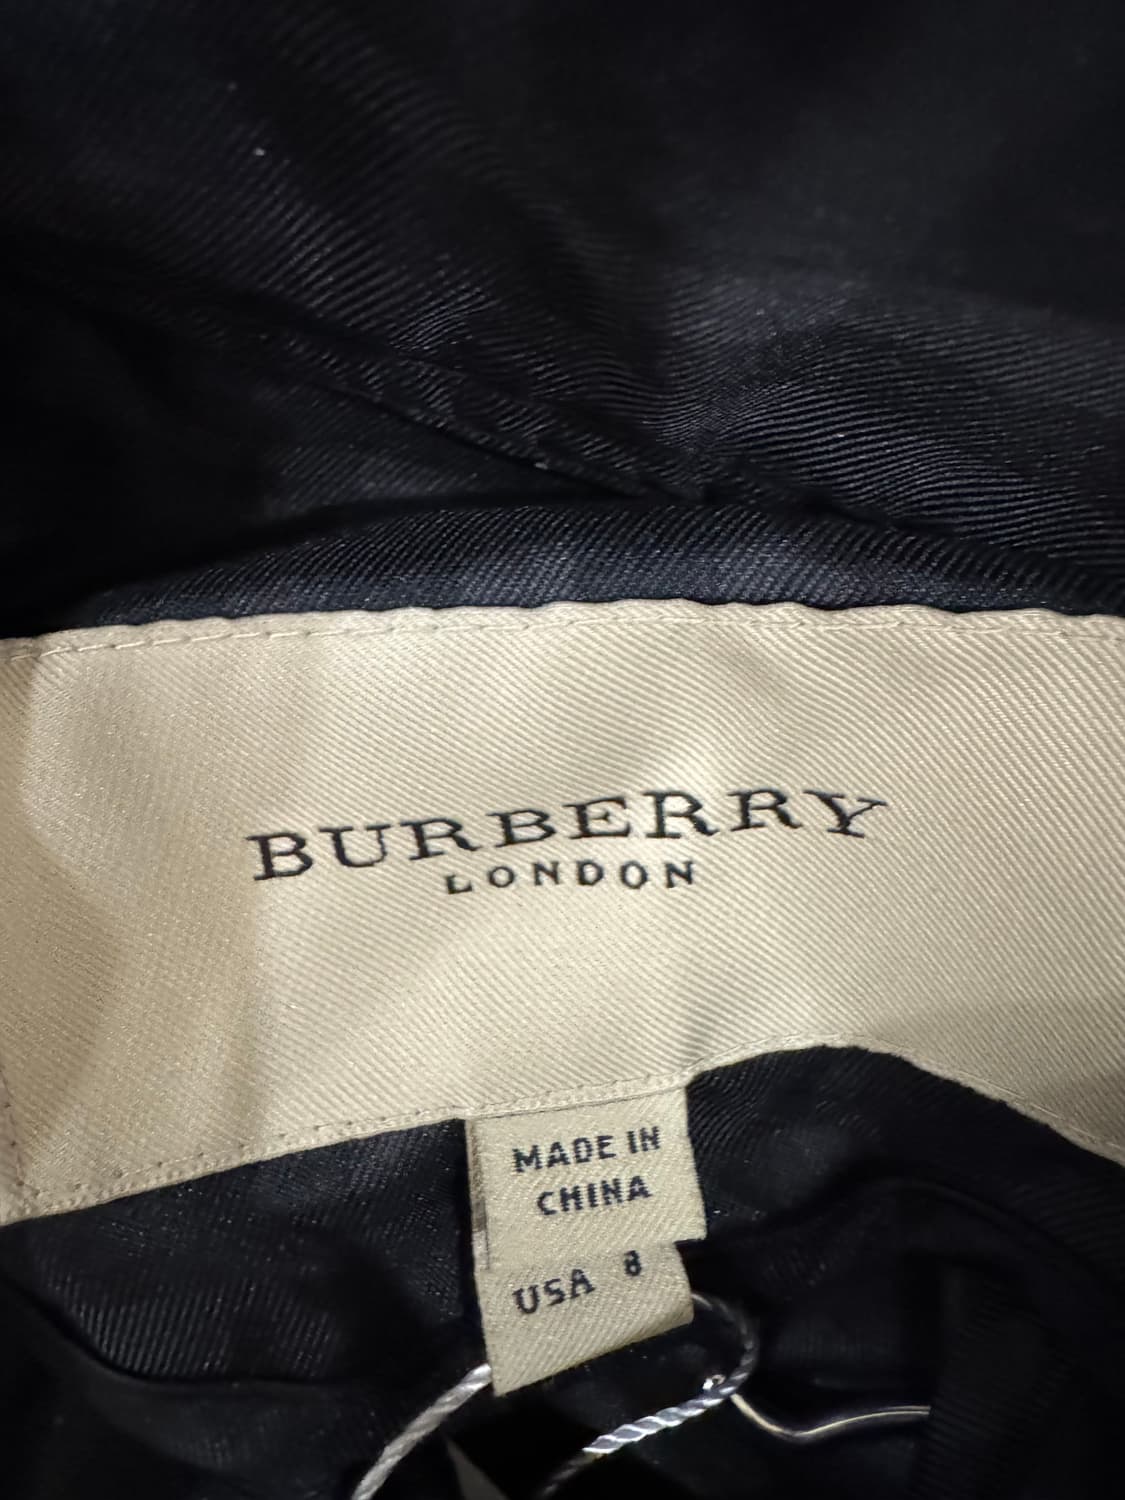 BURBERRY
LONDON
MADE IN
CHINA
USA 8